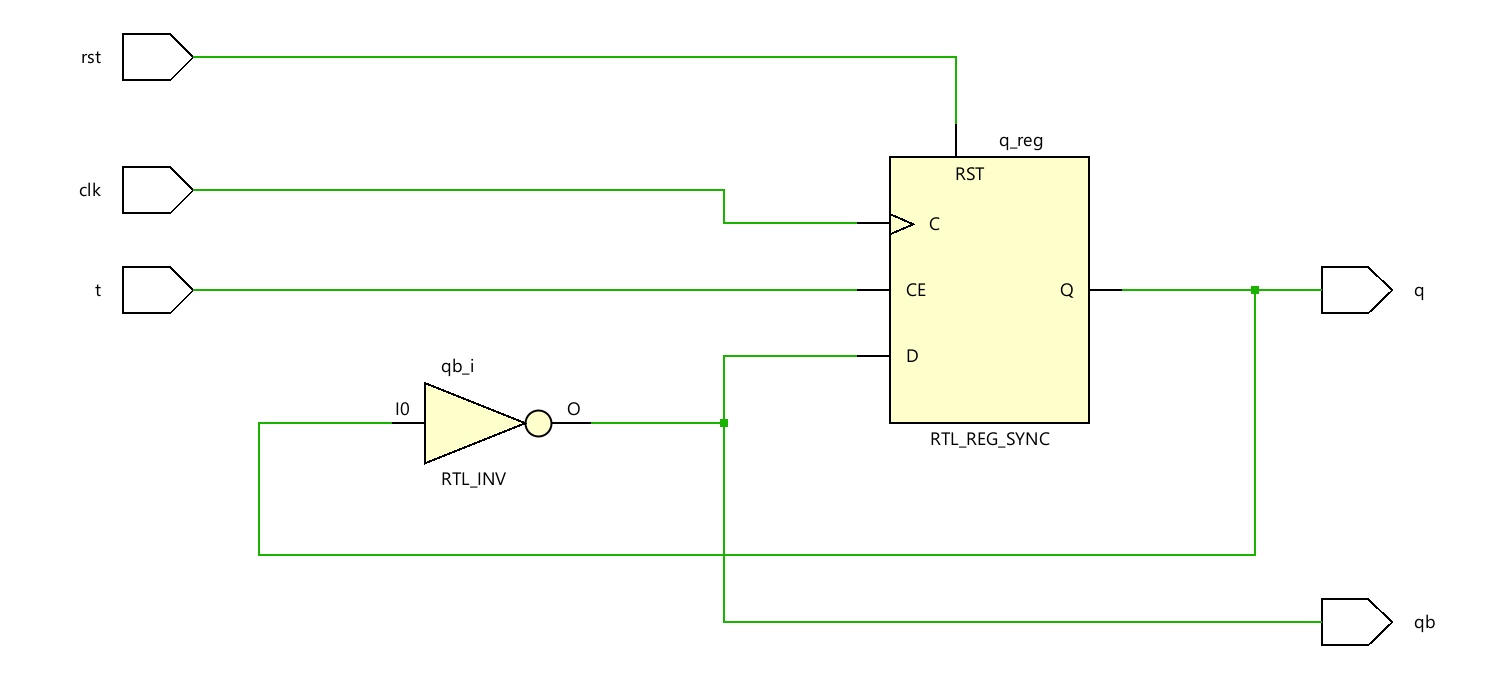 rst
q_reg
RST
clk
C
t
CE
Q
q
D
qb_i
I0
O
RTL_REG_SYNC
RTL_INV
qb